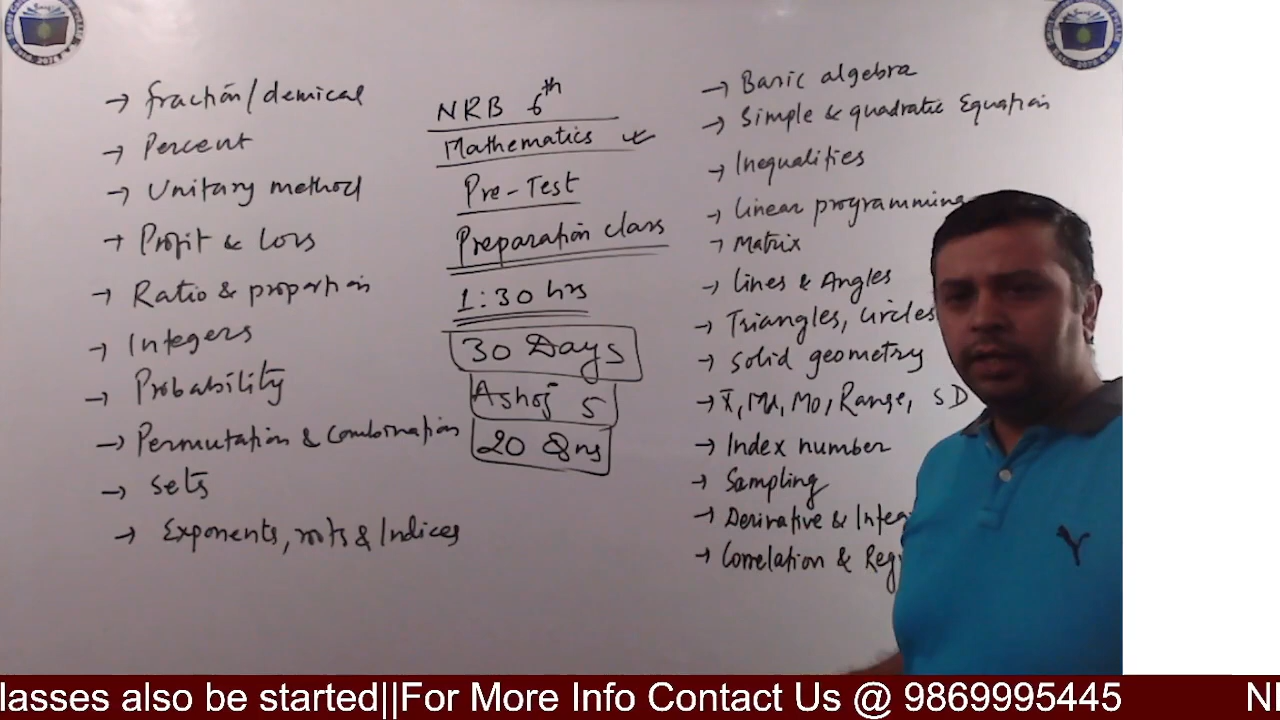 → fraction/demical
→ Percent
→ Unitary method
→ Profit & Loss
→ Ratio & proportion
→ Integers
→ Probability
→ Permutation & combination
→ Sets
→ Exponents, roots & Indices
NRB 6th
Mathematics
Pre-Test
Preparation class
1:30 hrs
30 Days
Ashoj 5
20 Qns
→ Basic algebra
→ Simple & quadratic Equation
→ Inequalities
→ linear programming
→ Matrix
→ Lines & Angles
→ Triangles, Circles
→ Solid geometry
→ X̄, Md, Mo, Range, SD
→ Index number
→ Sampling
→ Derivative &
→ Correlation &
lasses also be started||For More Info Contact Us @ 9869995445